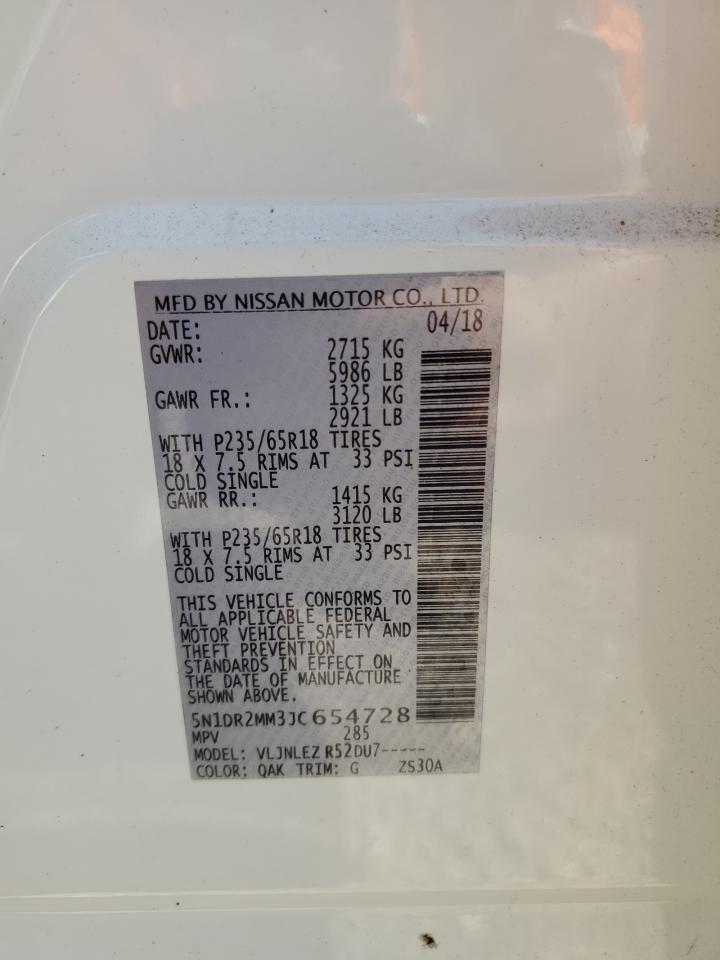 MFD BY NISSAN MOTOR CO., LTD.
DATE: 04/18
GVWR: 2715 KG
5986 LB
GAWR FR.: 1325 KG
2921 LB
WITH P235/65R18 TIRES
18 X 7.5 RIMS AT 33 PSI
COLD SINGLE
GAWR RR.: 1415 KG
3120 LB
WITH P235/65R18 TIRES
18 X 7.5 RIMS AT 33 PSI
COLD SINGLE
THIS VEHICLE CONFORMS TO
ALL APPLICABLE FEDERAL
MOTOR VEHICLE SAFETY AND
THEFT PREVENTION
STANDARDS IN EFFECT ON
THE DATE OF MANUFACTURE
SHOWN ABOVE.
5N1DR2MM3JC654728
MPV 285
MODEL: VLJNLEZ R52DU7-----
COLOR: QAK TRIM: G ZS30A